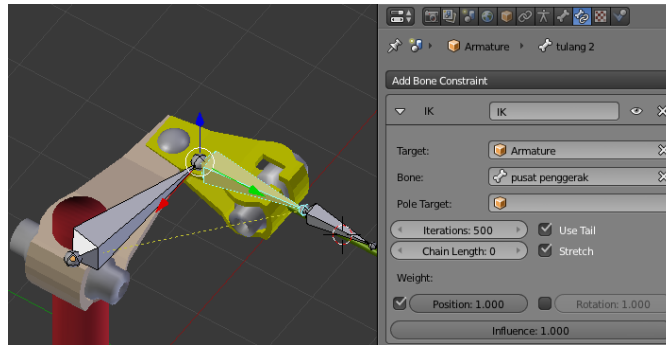 Armature
tulang 2
Add Bone Constraint
IK
IK
Target:
Armature
Bone:
pusat penggerak
Pole Target:
Iterations: 500
Use Tail
Chain Length: 0
Stretch
Weight:
Position: 1.000
Rotation: 1.000
Influence: 1.000